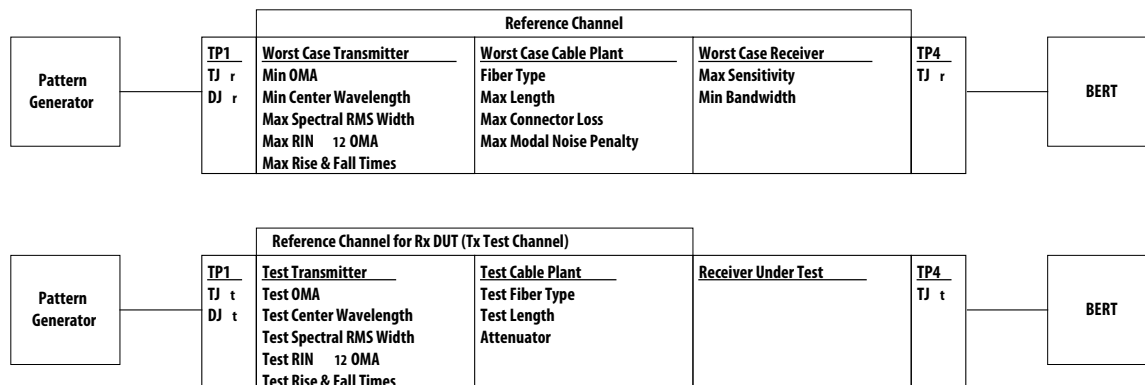 Reference Channel
Pattern
Generator
TP1
TJ r
DJ r
Worst Case Transmitter
Min OMA
Min Center Wavelength
Max Spectral RMS Width
Max RIN 12 OMA
Max Rise & Fall Times
Worst Case Cable Plant
Fiber Type
Max Length
Max Connector Loss
Max Modal Noise Penalty
Worst Case Receiver
Max Sensitivity
Min Bandwidth
TP4
TJ r
BERT
Reference Channel for Rx DUT (Tx Test Channel)
Pattern
Generator
TP1
TJ t
DJ t
Test Transmitter
Test OMA
Test Center Wavelength
Test Spectral RMS Width
Test RIN 12 OMA
Test Rise & Fall Times
Test Cable Plant
Test Fiber Type
Test Length
Attenuator
Receiver Under Test
TP4
TJ t
BERT